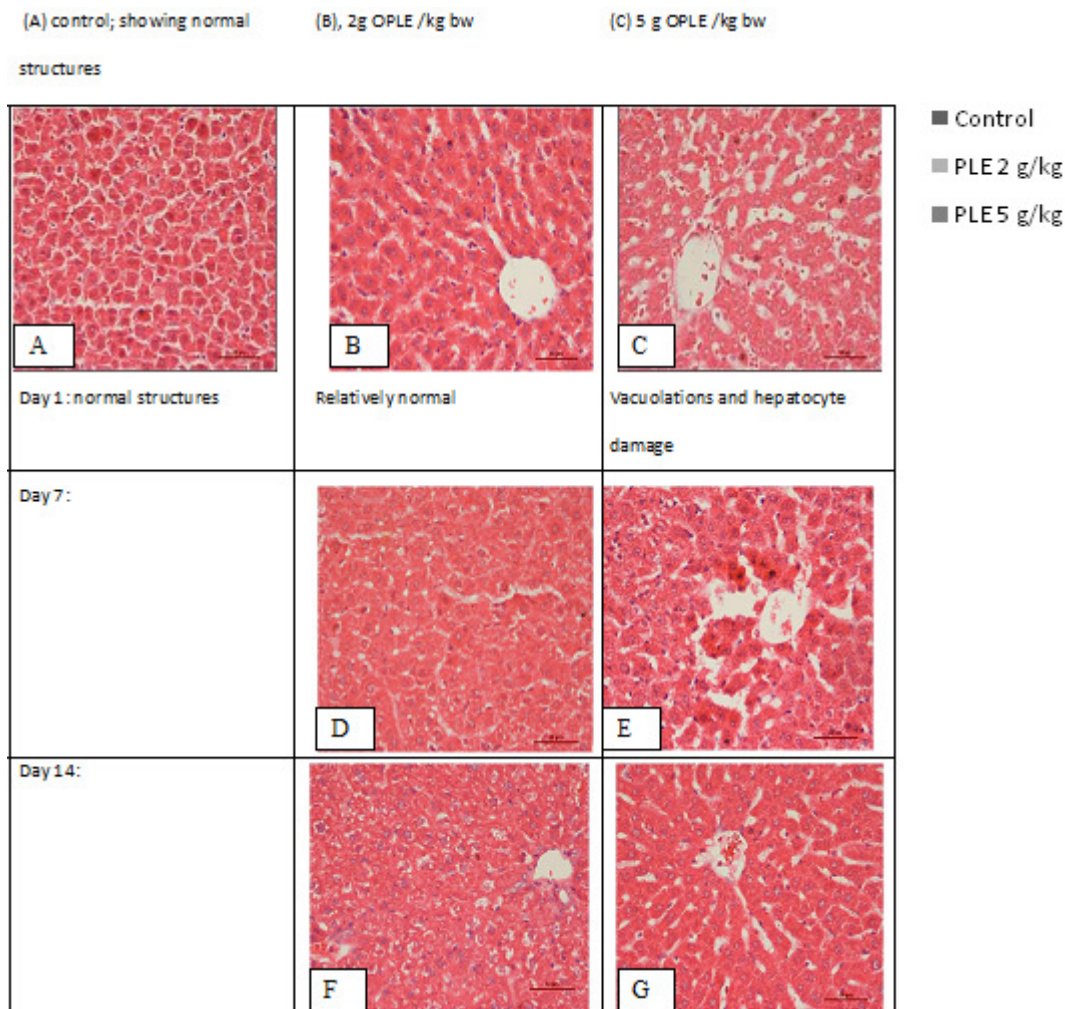 (A) control; showing normal
structures
(B), 2g OPLE /kg bw
(C) 5 g OPLE /kg bw
Control
PLE 2 g/kg
PLE 5 g/kg
A
B
C
Day 1: normal structures
Relatively normal
Vacuolations and hepatocyte
damage
Day 7:
D
E
Day 14:
F
G